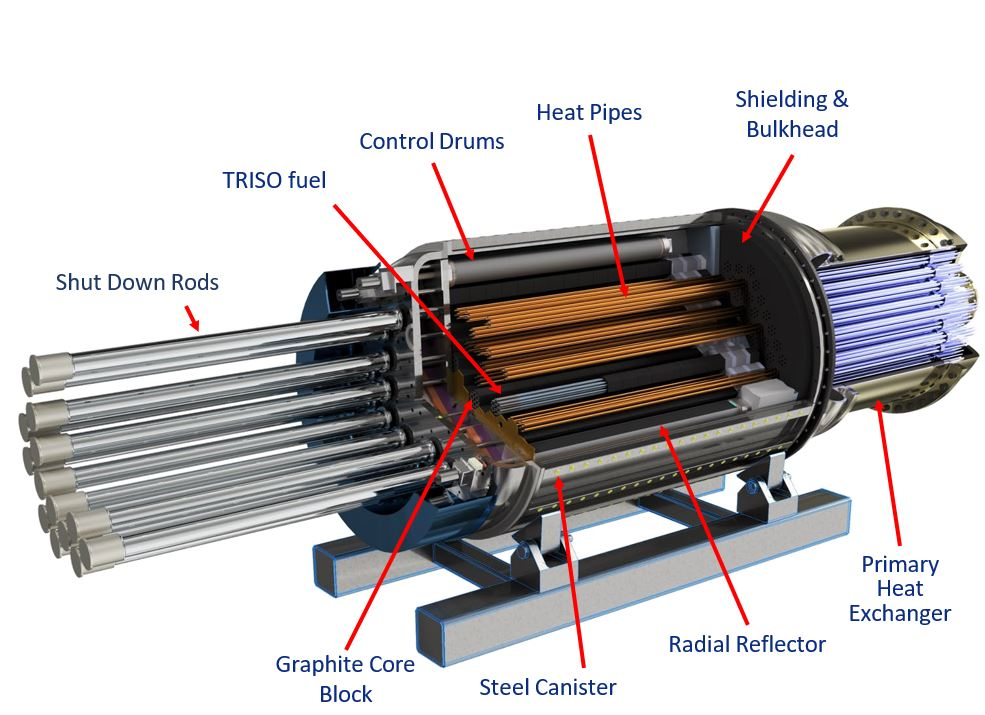 Shielding &
Bulkhead
Heat Pipes
Control Drums
TRISO fuel
Shut Down Rods
Primary
Heat
Exchanger
Radial Reflector
Graphite Core
Block
Steel Canister